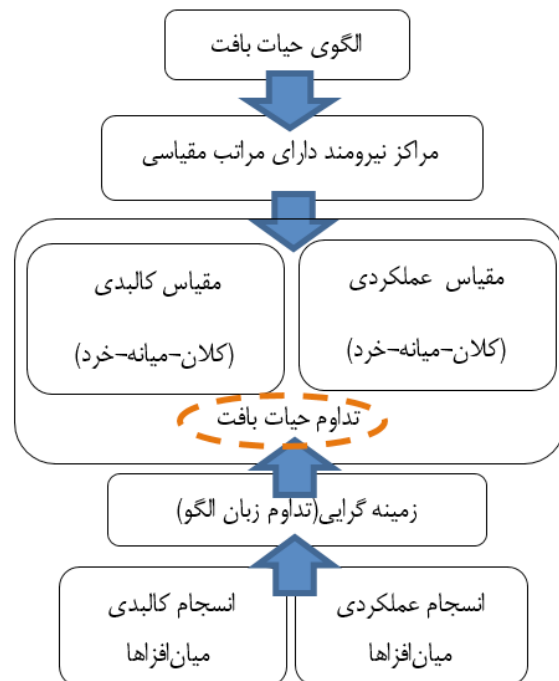 الگوی حیات بافت
مراکز نیرومند دارای مراتب مقیاسی
مقیاس عملکردی
(کلان-میانه-خرد)
مقیاس کالبدی
(کلان-میانه-خرد)
تداوم حیات بافت
زمینه گرایی(تداوم زبان الگو)
انسجام عملکردی
میان‌افزاها
انسجام کالبدی
میان‌افزاها